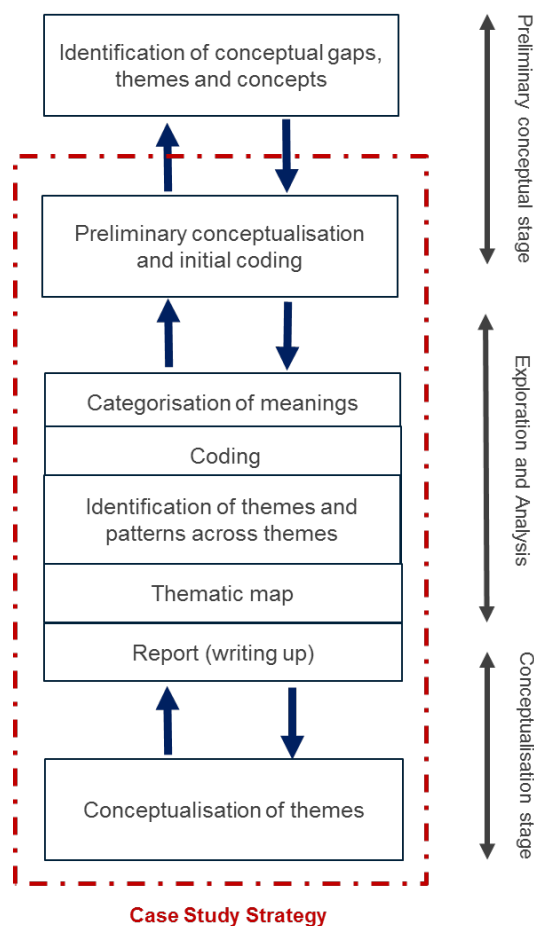 Identification of conceptual gaps,
themes and concepts
Preliminary conceptual stage
Preliminary conceptualisation
and initial coding
Categorisation of meanings
Coding
Identification of themes and
patterns across themes
Thematic map
Exploration and Analysis
Report (writing up)
Conceptualisation of themes
Conceptualisation stage
Case Study Strategy